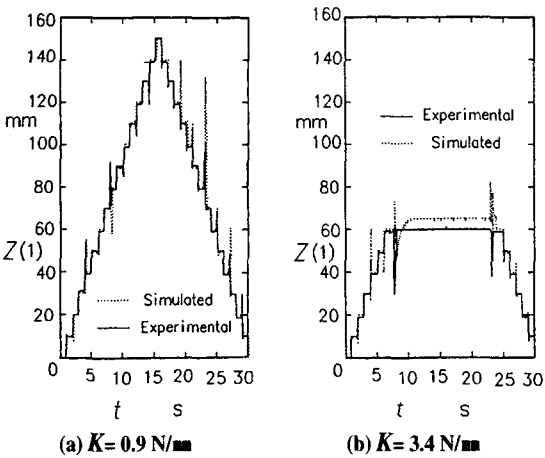 160
140
mm
120
100
80
60
Z(1)
40
20
Simulated
Experimental
5 10 15 20 25 30
t s
(a) K= 0.9 N/mm
160
140
mm
120
100
80
60
Z(1)
40
20
Experimental
Simulated
0 5 10 15 20 25 30
t s
(b) K= 3.4 N/mm